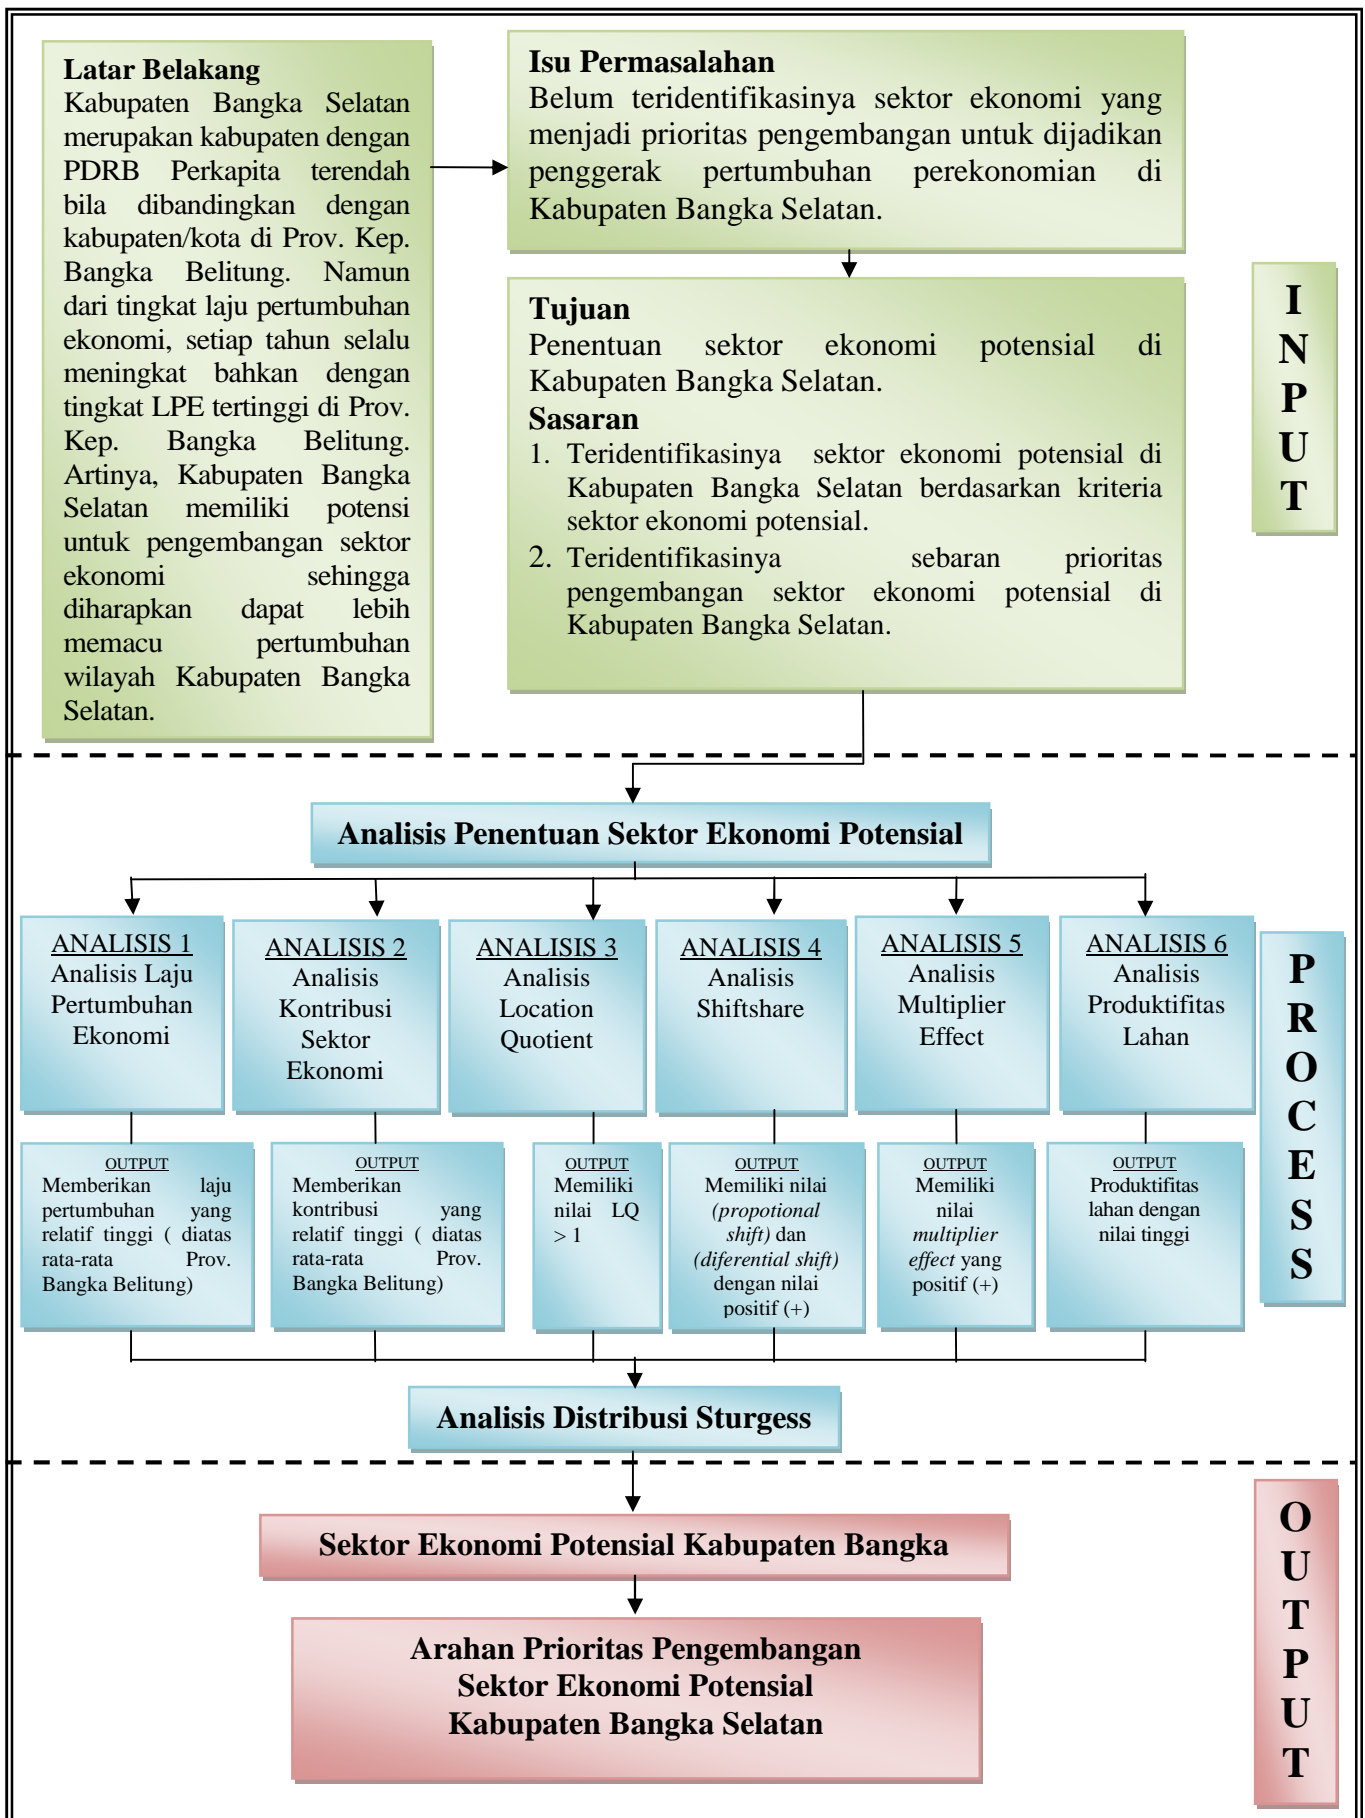 Latar Belakang
Kabupaten Bangka Selatan
merupakan kabupaten dengan
PDRB Perkapita terendah
bila dibandingkan dengan
kabupaten/kota di Prov. Kep.
Bangka Belitung. Namun
dari tingkat laju pertumbuhan
ekonomi, setiap tahun selalu
meningkat bahkan dengan
tingkat LPE tertinggi di Prov.
Kep. Bangka Belitung.
Artinya, Kabupaten Bangka
Selatan memiliki potensi
untuk pengembangan sektor
ekonomi sehingga
diharapkan dapat lebih
memacu pertumbuhan
wilayah Kabupaten Bangka
Selatan.
Isu Permasalahan
Belum teridentifikasinya sektor ekonomi yang
menjadi prioritas pengembangan untuk dijadikan
penggerak pertumbuhan perekonomian di
Kabupaten Bangka Selatan.
Tujuan
Penentuan sektor ekonomi potensial di
Kabupaten Bangka Selatan.
Sasaran
1. Teridentifikasinya sektor ekonomi potensial di
Kabupaten Bangka Selatan berdasarkan kriteria
sektor ekonomi potensial.
2. Teridentifikasinya sebaran prioritas
pengembangan sektor ekonomi potensial di
Kabupaten Bangka Selatan.
I
N
P
U
T
Analisis Penentuan Sektor Ekonomi Potensial
ANALISIS 1
Analisis Laju
Pertumbuhan
Ekonomi
ANALISIS 2
Analisis
Kontribusi
Sektor
Ekonomi
ANALISIS 3
Analisis
Location
Quotient
ANALISIS 4
Analisis
Shiftshare
ANALISIS 5
Analisis
Multiplier
Effect
ANALISIS 6
Analisis
Produktifitas
Lahan
OUTPUT
Memberikan laju
pertumbuhan yang
relatif tinggi ( diatas
rata-rata Prov.
Bangka Belitung)
OUTPUT
Memberikan
kontribusi yang
relatif tinggi ( diatas
rata-rata Prov.
Bangka Belitung)
OUTPUT
Memiliki
nilai LQ
> 1
OUTPUT
Memiliki nilai
(propotional
shift) dan
(diferential shift)
dengan nilai
positif (+)
OUTPUT
Memiliki
nilai
multiplier
effect yang
positif (+)
OUTPUT
Produktifitas
lahan dengan
nilai tinggi
P
R
O
C
E
S
S
Analisis Distribusi Sturgess
Sektor Ekonomi Potensial Kabupaten Bangka
Arahan Prioritas Pengembangan
Sektor Ekonomi Potensial
Kabupaten Bangka Selatan
O
U
T
P
U
T